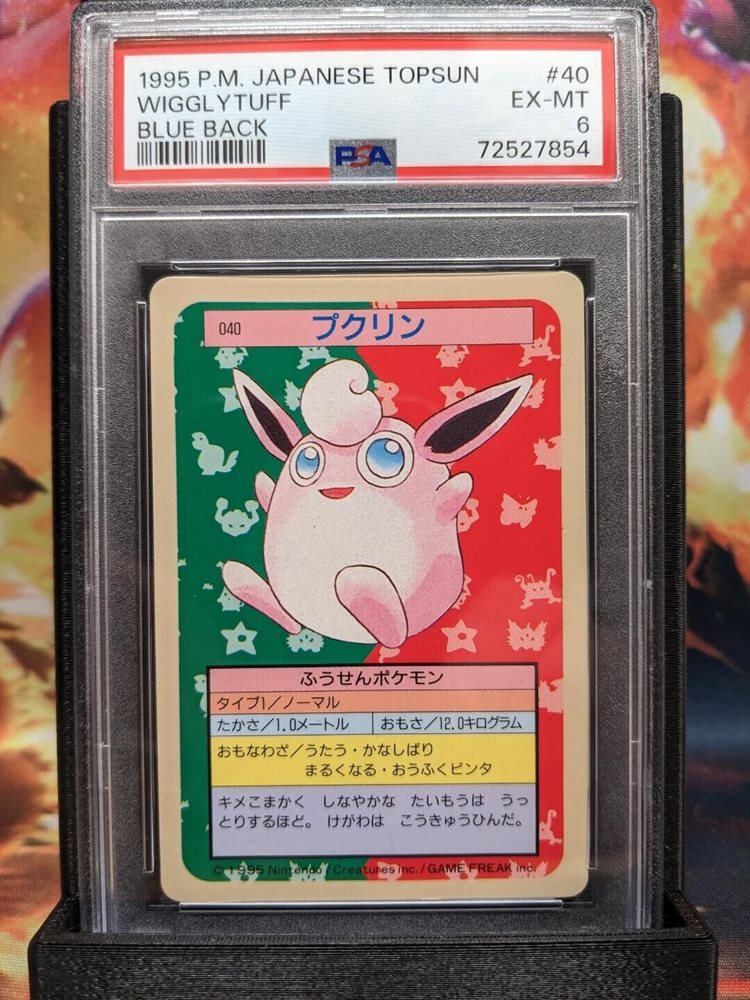 1995 P.M. JAPANESE TOPSUN #40
WIGGLYTUFF EX-MT
BLUE BACK 6
PSA 72527854
040 プクリン
ふうせんポケモン
タイプ1/ノーマル
たかさ/1.0メートル おもさ/12.0キログラム
おもなわざ/うたう・かなしばり
まるくなる・おうふくビンタ
キメこまかく しなやかな たいもうは うっ
とりするほど。 けがわは こうきゅうひんだ。
© 1995 Nintendo / Creatures inc. / GAME FREAK inc.